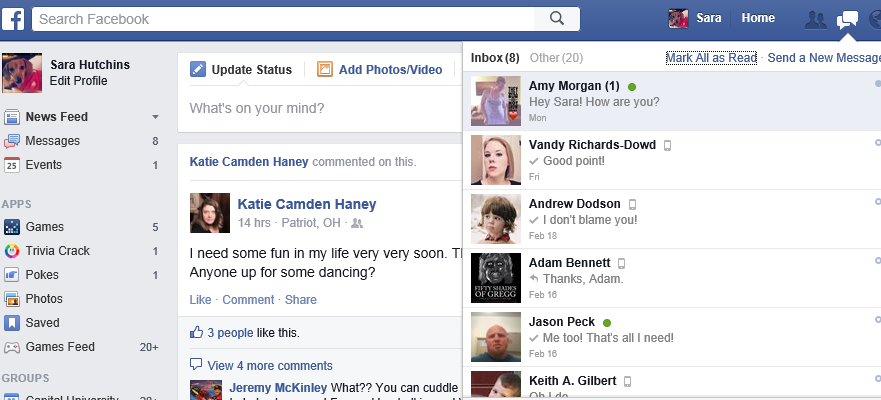 f
Search Facebook
Sara
Home
Sara Hutchins
Edit Profile
News Feed
Messages 8
Events 1
25
APPS
Games 5
Trivia Crack 1
Pokes 1
Photos
Saved
Games Feed 20+
GROUPS
Update Status
Add Photos/Video
What's on your mind?
Katie Camden Haney commented on this.
Katie Camden Haney
14 hrs · Patriot, OH ·
I need some fun in my life very very soon.
Anyone up for some dancing?
Like · Comment · Share
3 people like this.
View 4 more comments
Jeremy McKinley What?? You can cuddle
Inbox (8) Other (20) Mark All as Read · Send a New Message
Amy Morgan (1)
Hey Sara! How are you?
Mon
Vandy Richards-Dowd
Good point!
Fri
Andrew Dodson
I don't blame you!
Feb 18
Adam Bennett
Thanks, Adam.
Feb 16
FIFTY SHADES
OF GREGG
Jason Peck
Me too! That's all I need!
Feb 16
Keith A. Gilbert